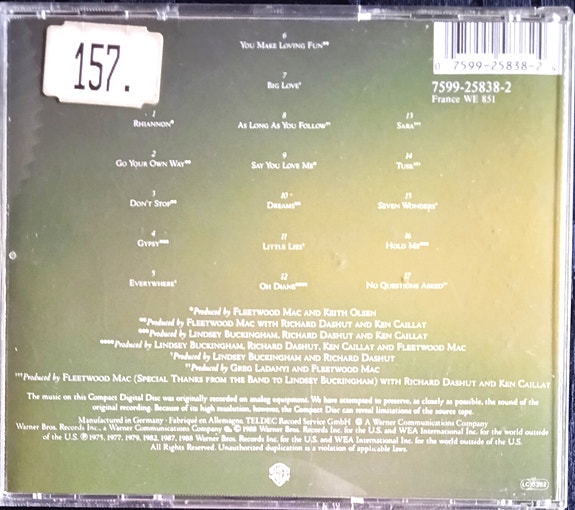 157.
0 7599-25838-2 4
7599-25838-2
France WE 851
1
RHIANNON*
2
GO YOUR OWN WAY**
3
DON'T STOP**
4
GYPSY****
5
EVERYWHERE†
6
YOU MAKE LOVING FUN**
7
BIG LOVE†
8
AS LONG AS YOU FOLLOW††
9
SAY YOU LOVE ME*
10
DREAMS**
11
LITTLE LIES†
12
OH DIANE****
13
SARA†††
14
TUSK†††
15
SEVEN WONDERS†
16
HOLD ME****
17
NO QUESTIONS ASKED††
*Produced by FLEETWOOD MAC AND KEITH OLSEN
**Produced by FLEETWOOD MAC WITH RICHARD DASHUT AND KEN CAILLAT
***Produced by LINDSEY BUCKINGHAM, RICHARD DASHUT AND KEN CAILLAT
****Produced by LINDSEY BUCKINGHAM, RICHARD DASHUT, KEN CAILLAT AND FLEETWOOD MAC
†Produced by LINDSEY BUCKINGHAM AND RICHARD DASHUT
††Produced by GREG LADANYI AND FLEETWOOD MAC
†††Produced by FLEETWOOD MAC (SPECIAL THANKS FROM THE BAND TO LINDSEY BUCKINGHAM) WITH RICHARD DASHUT AND KEN CAILLAT
The music on this Compact Digital Disc was originally recorded on analog equipment. We have attempted to preserve, as closely as possible, the sound of the
original recording. Because of its high resolution, however, the Compact Disc can reveal limitations of the source tape.
Manufactured in Germany · Fabriqué en Allemagne TELDEC Record Service GmbH A Warner Communications Company
Warner Bros. Records Inc., a Warner Communications Company ©, © 1988 Warner Bros. Records Inc. for the U.S. and WEA International Inc. for the world outside
of the U.S. ℗ 1975, 1977, 1979, 1982, 1987, 1988 Warner Bros. Records Inc. for the U.S. and WEA International Inc. for the world outside of the U.S.
All Rights Reserved. Unauthorized duplication is a violation of applicable laws.